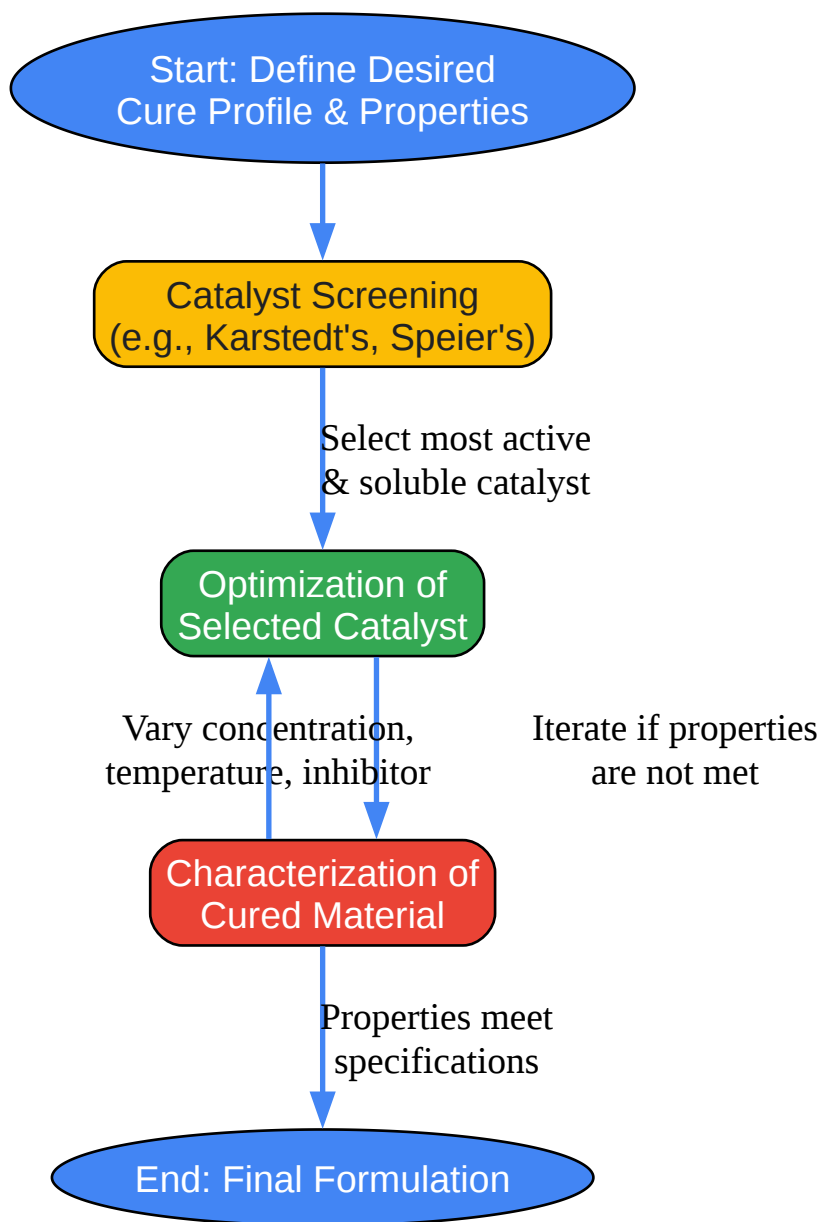 Start: Define Desired
Cure Profile & Properties
Catalyst Screening
(e.g., Karstedt's, Speier's)
Select most active
& soluble catalyst
Optimization of
Selected Catalyst
Vary concentration,
temperature, inhibitor
Iterate if properties
are not met
Characterization of
Cured Material
Properties meet
specifications
End: Final Formulation